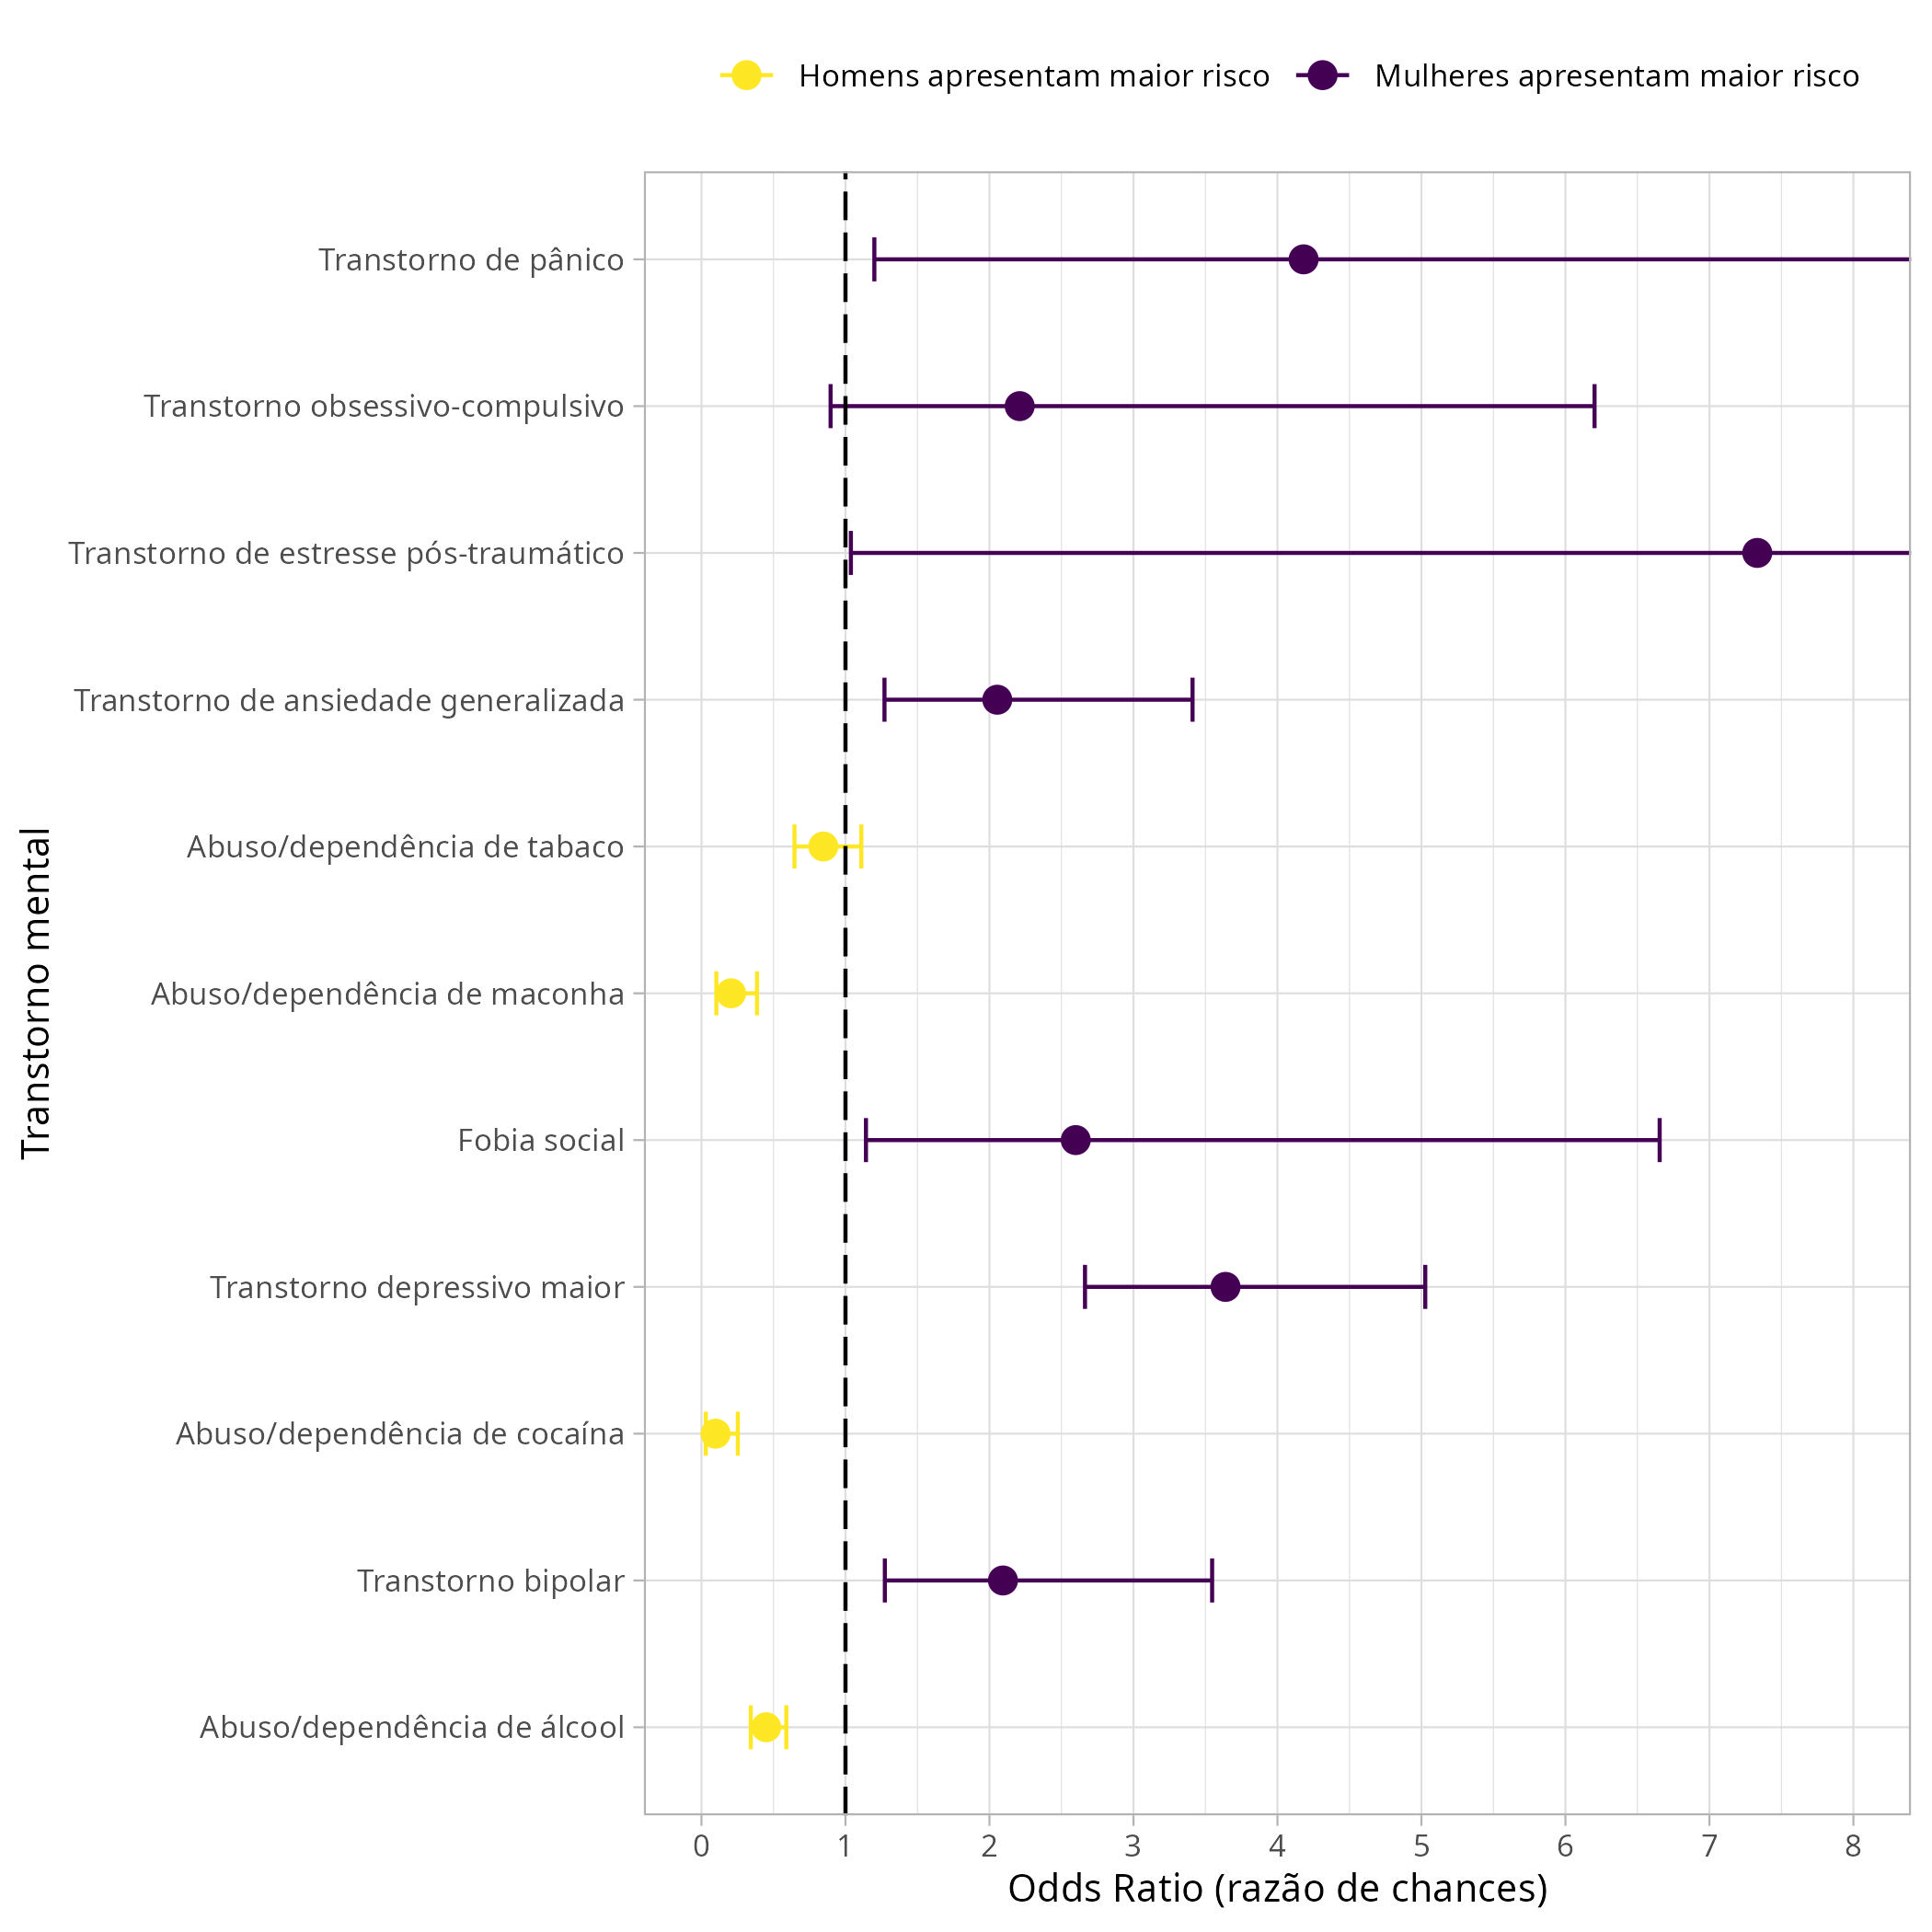 Homens apresentam maior risco
Mulheres apresentam maior risco
Transtorno mental
Transtorno de pânico
Transtorno obsessivo-compulsivo
Transtorno de estresse pós-traumático
Transtorno de ansiedade generalizada
Abuso/dependência de tabaco
Abuso/dependência de maconha
Fobia social
Transtorno depressivo maior
Abuso/dependência de cocaína
Transtorno bipolar
Abuso/dependência de álcool
0 1 2 3 4 5 6 7 8
Odds Ratio (razão de chances)